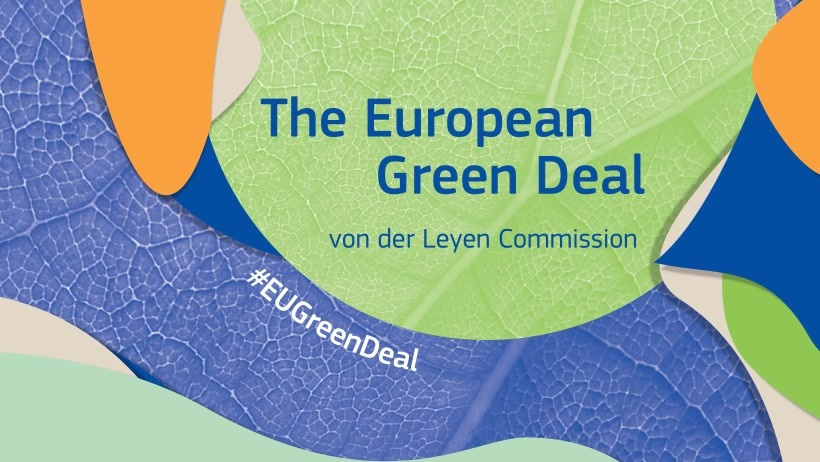 The European
Green Deal
von der Leyen Commission
#EUGreenDeal